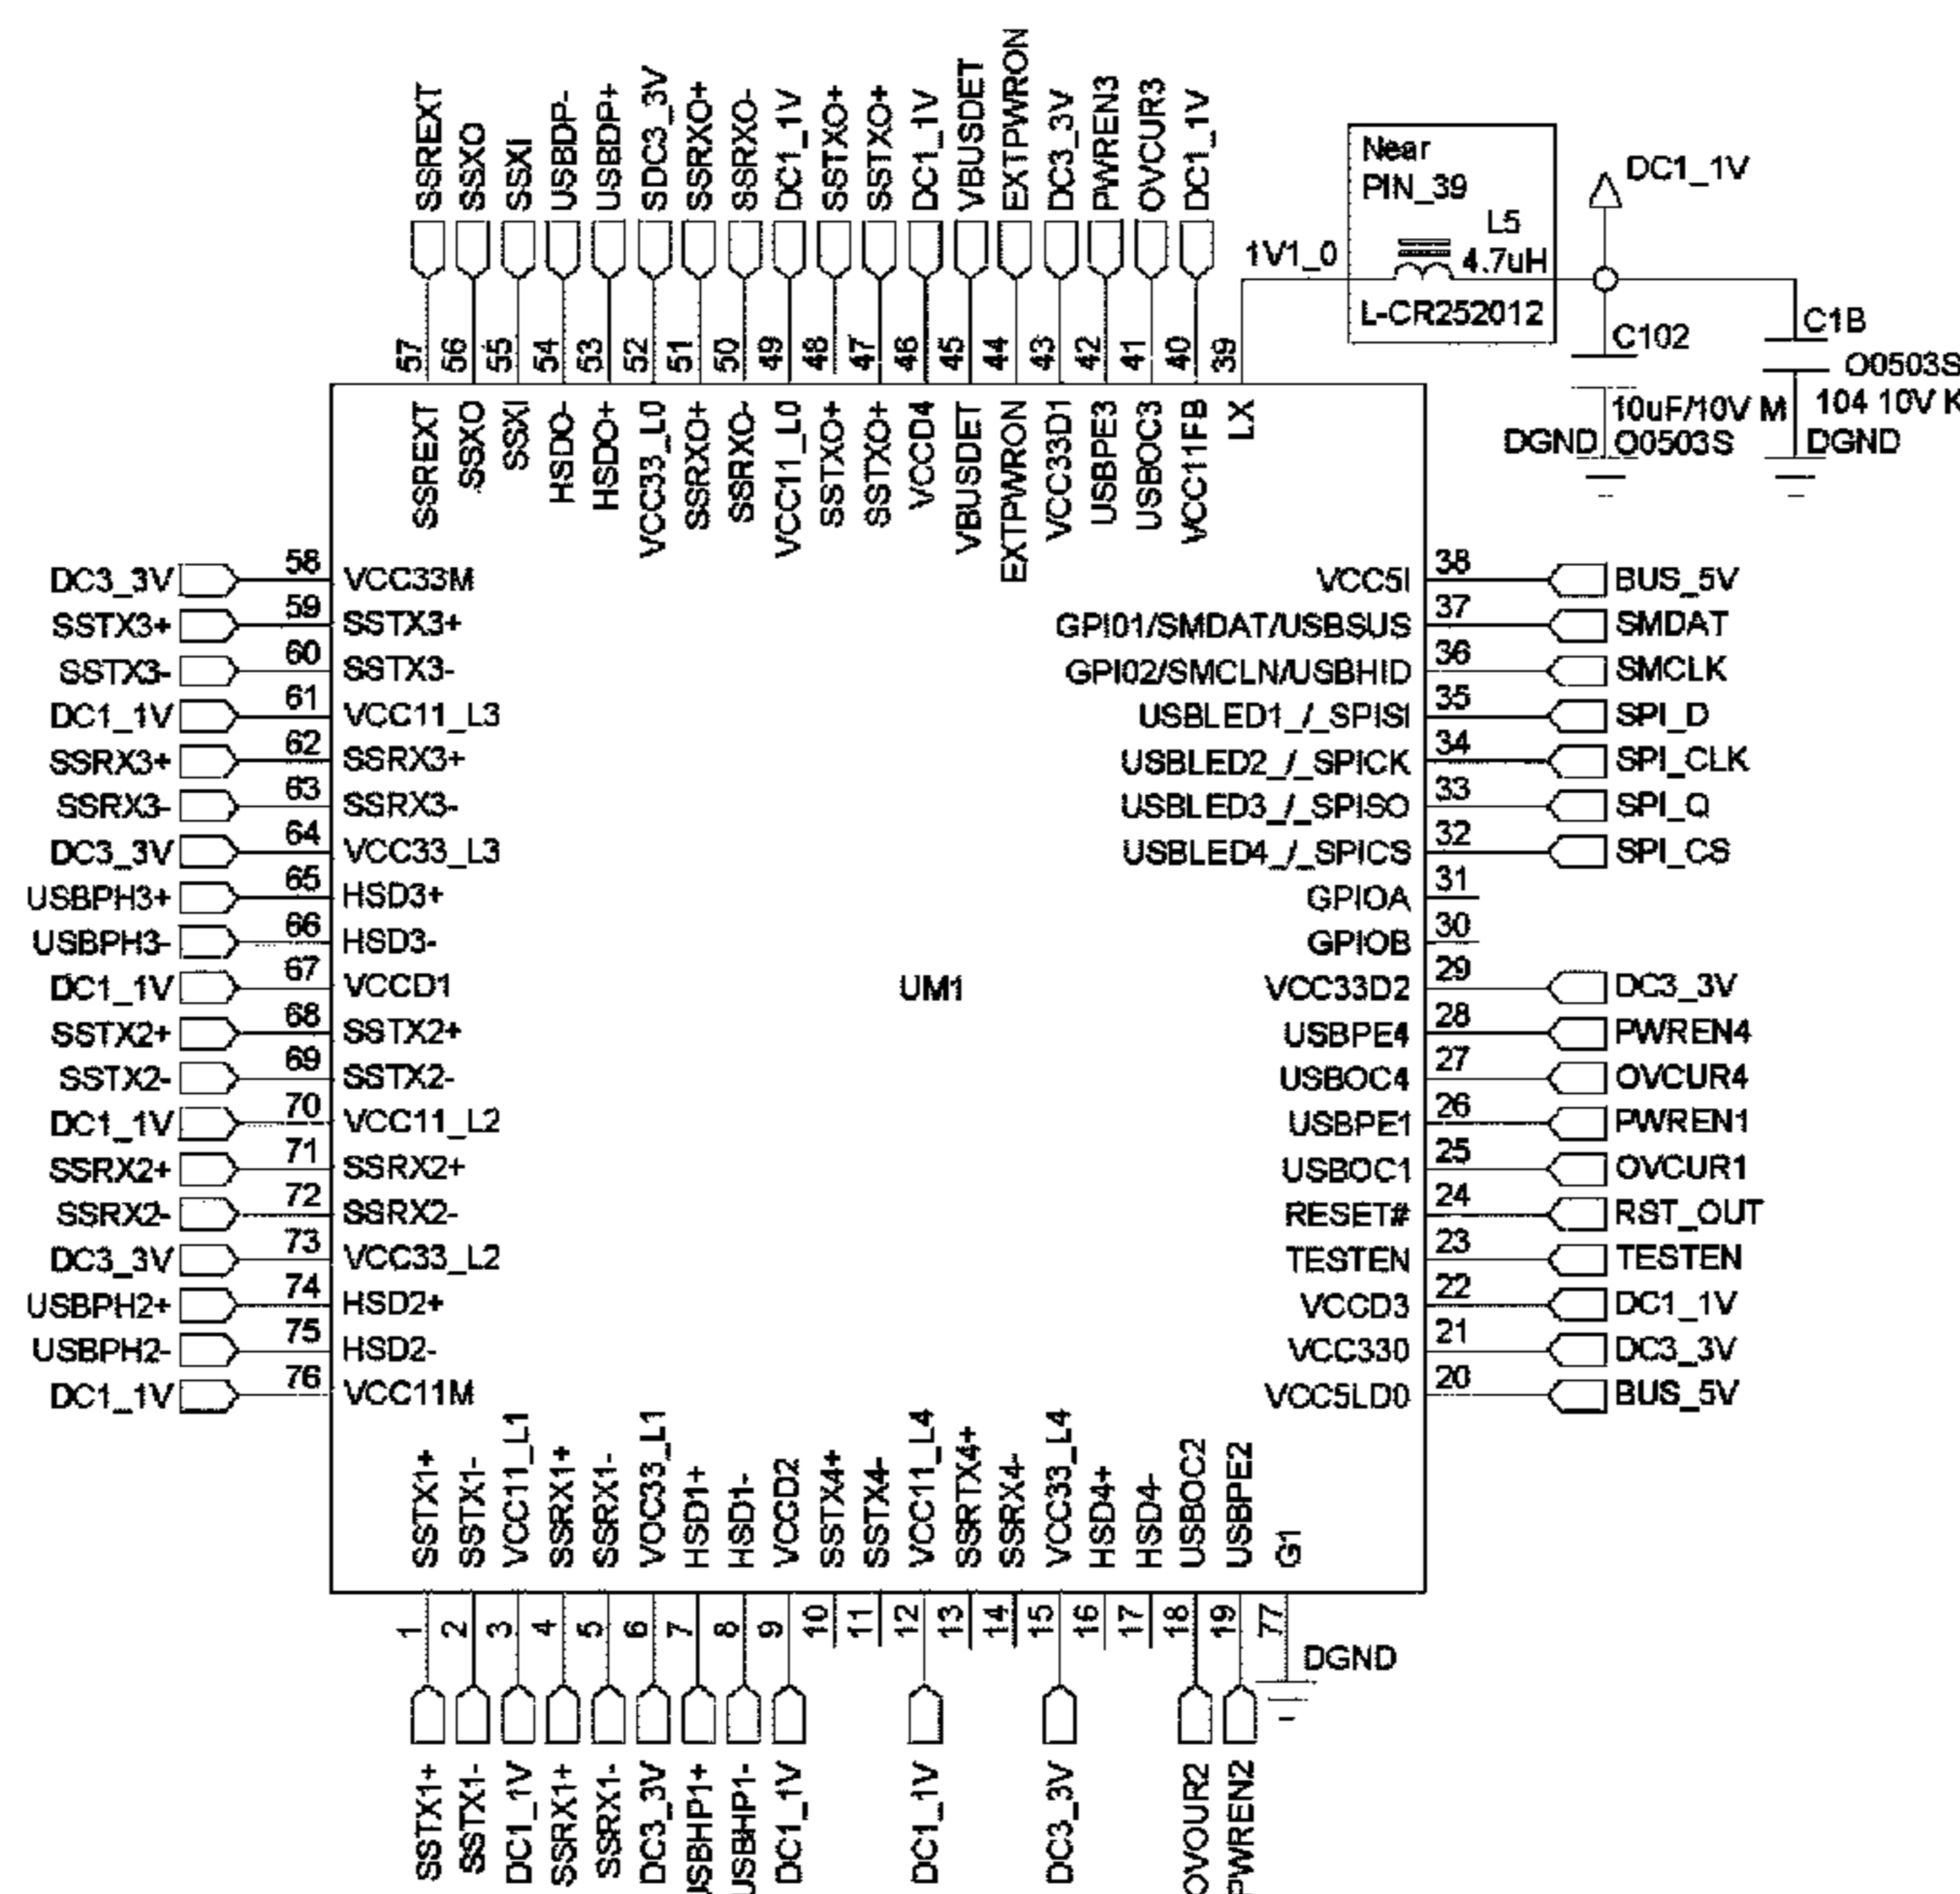 SSREXT
SSXO
SSXI
USBDP-
USBDP+
SDC3_3V
SSRXO+
SSRXO-
DC1_1V
SSTXO+
SSTXO+
DC1_1V
VBUSDET
EXTPWRON
DC3_3V
PWREN3
OVCUR3
DC1_1V
57
56
55
54
53
52
51
50
49
48
47
46
45
44
43
42
41
40
39
SSREXT
SSXO
SSXI
HSDO-
HSDO+
VCC33_L0
SSRXO+
SSRXO-
VCC11_L0
SSTXO+
SSTXO+
VCCD4
VBUSDET
EXTPWRON
VCC33D1
USBPE3
USBOC3
VCC11FB
LX
1V1_0
Near
PIN_39
L5
4.7uH
L-CR252012
DC1_1V
C102
10uF/10V M
DGND O0503S
C1B
O0503S
104 10V K
DGND
DC3_3V 58 VCC33M
SSTX3+ 59 SSTX3+
SSTX3- 60 SSTX3-
DC1_1V 61 VCC11_L3
SSRX3+ 62 SSRX3+
SSRX3- 63 SSRX3-
DC3_3V 64 VCC33_L3
USBPH3+ 65 HSD3+
USBPH3- 66 HSD3-
DC1_1V 67 VCCD1
SSTX2+ 68 SSTX2+
SSTX2- 69 SSTX2-
DC1_1V 70 VCC11_L2
SSRX2+ 71 SSRX2+
SSRX2- 72 SSRX2-
DC3_3V 73 VCC33_L2
USBPH2+ 74 HSD2+
USBPH2- 75 HSD2-
DC1_1V 76 VCC11M
UM1
VCC5I 38 BUS_5V
GPI01/SMDAT/USBSUS 37 SMDAT
GPI02/SMCLN/USBHID 36 SMCLK
USBLED1_/_SPISI 35 SPI_D
USBLED2_/_SPICK 34 SPI_CLK
USBLED3_/_SPISO 33 SPI_Q
USBLED4_/_SPICS 32 SPI_CS
GPIOA 31
GPIOB 30
VCC33D2 29 DC3_3V
USBPE4 28 PWREN4
USBOC4 27 OVCUR4
USBPE1 26 PWREN1
USBOC1 25 OVCUR1
RESET# 24 RST_OUT
TESTEN 23 TESTEN
VCCD3 22 DC1_1V
VCC330 21 DC3_3V
VCC5LD0 20 BUS_5V
SSTX1+
SSTX1-
VCC11_L1
SSRX1+
SSRX1-
VOC33_L1
HSD1+
HSD1-
VCGD2
SSTX4+
SSTX4-
VCC11_L4
SSRTX4+
SSRX4-
VCC33_L4
HSD4+
HSD4-
USBOC2
USBPE2
G1
1
2
3
4
5
6
7
8
9
10
11
12
13
14
15
16
17
18
19
77
DGND
SSTX1+
SSTX1-
DC1_1V
SSRX1+
SSRX1-
DC3_3V
USBHP1+
USBHP1-
DC1_1V
DC1_1V
DC3_3V
OVOUR2
PWREN2